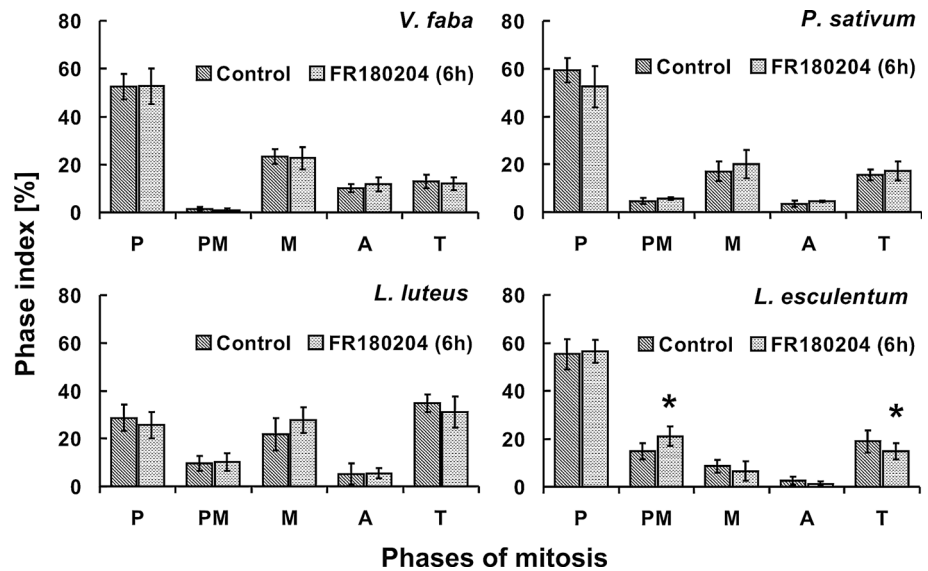 Phase index [%]
V. faba
Control
FR180204 (6h)
80
60
40
20
0
P PM M A T
P. sativum
Control
FR180204 (6h)
80
60
40
20
0
P PM M A T
L. luteus
Control
FR180204 (6h)
80
60
40
20
0
P PM M A T
L. esculentum
Control
FR180204 (6h)
80
60
40
20
0
*
*
P PM M A T
Phases of mitosis